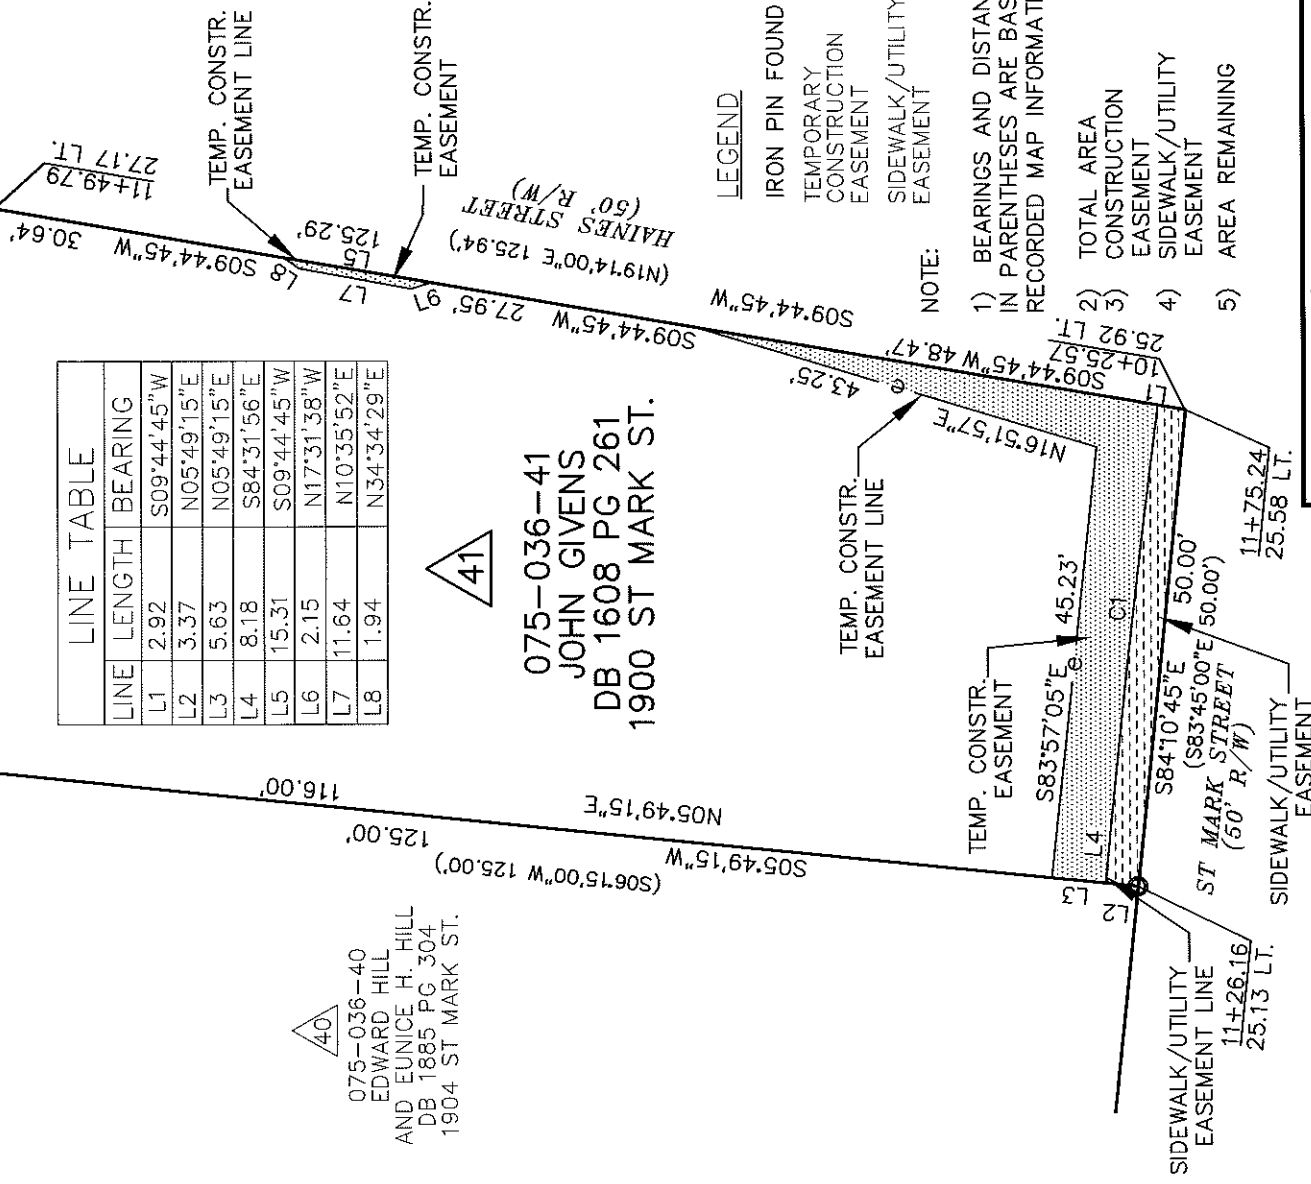 LINE TABLE
LINE LENGTH BEARING
L1 2.92 S09°44'45"W
L2 3.37 N05°49'15"E
L3 5.63 N05°49'15"E
L4 8.18 S84°31'56"E
L5 15.31 S09°44'45"W
L6 2.15 N17°31'38"W
L7 11.64 N10°35'52"E
L8 1.94 N34°34'29"E
41
075-036-41
JOHN GIVENS
DB 1608 PG 261
1900 ST MARK ST.
40
075-036-40
EDWARD HILL
AND EUNICE H. HILL
DB 1885 PG 304
1904 ST MARK ST.
116.00'
N05°49'15"E
125.00'
S05°49'15"W
(S06°15'00"W 125.00')
30.64'
11+49.79
27.17 LT.
S09°44'45"W
TEMP. CONSTR.
EASEMENT LINE
L8
L7
L5
L6
125.29'
TEMP. CONSTR.
EASEMENT
HAINES STREET
(50' R/W)
(N19°14'00"E 125.94')
27.95'
S09°44'45"W
S09°44'45"W
S09°44'45"W 48.47'
43.25'
e
N16°51'57"E
TEMP. CONSTR.
EASEMENT LINE
10+25.57
25.92 LT.
L1
11+75.24
25.58 LT.
TEMP. CONSTR.
EASEMENT
S83°57'05"E
e
45.23'
L4
C1
L3
L2
S84°10'45"E 50.00'
(S83°45'00"E 50.00')
ST MARK STREET
(50' R/W)
SIDEWALK/UTILITY
EASEMENT
SIDEWALK/UTILITY
EASEMENT LINE
11+26.16
25.13 LT.
LEGEND
IRON PIN FOUND
TEMPORARY
CONSTRUCTION
EASEMENT
SIDEWALK/UTILITY
EASEMENT
NOTE:
1) BEARINGS AND DISTAN
IN PARENTHESES ARE BAS
RECORDED MAP INFORMATI
2) TOTAL AREA
3) CONSTRUCTION
EASEMENT
4) SIDEWALK/UTILITY
EASEMENT
5) AREA REMAINING